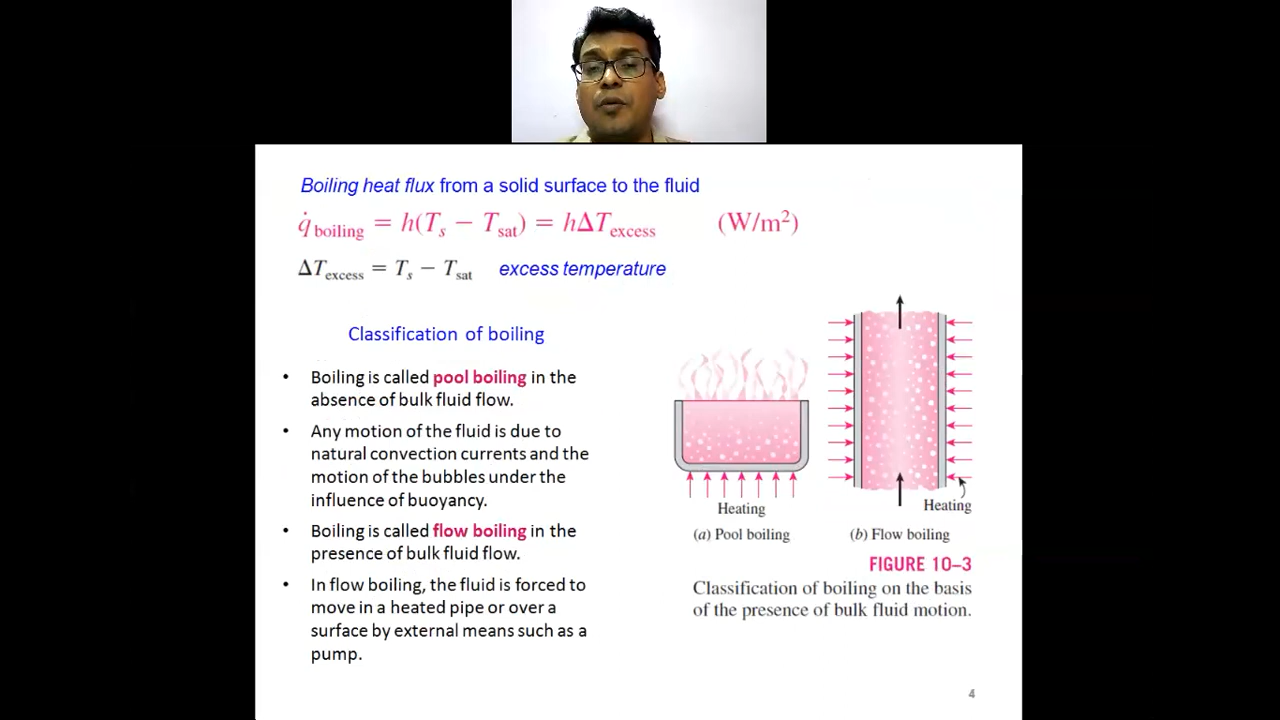 Boiling heat flux from a solid surface to the fluid
q̇ boiling = h(Ts − Tsat) = hΔTexcess (W/m²)
ΔTexcess = Ts − Tsat excess temperature
Classification of boiling
• Boiling is called pool boiling in the
absence of bulk fluid flow.
• Any motion of the fluid is due to
natural convection currents and the
motion of the bubbles under the
influence of buoyancy.
• Boiling is called flow boiling in the
presence of bulk fluid flow.
• In flow boiling, the fluid is forced to
move in a heated pipe or over a
surface by external means such as a
pump.
Heating
(a) Pool boiling
Heating
(b) Flow boiling
FIGURE 10–3
Classification of boiling on the basis
of the presence of bulk fluid motion.
4